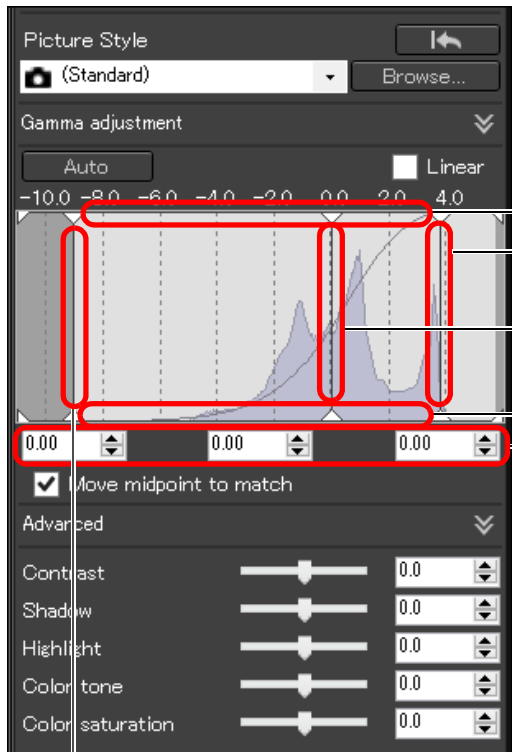 Picture Style
(Standard)
Browse...
Gamma adjustment
Auto
Linear
-10.0 -8.0 -6.0 -4.0 -2.0 0.0 2.0 4.0
0.00 0.00 0.00
Move midpoint to match
Advanced
Contrast 0.0
Shadow 0.0
Highlight 0.0
Color tone 0.0
Color saturation 0.0